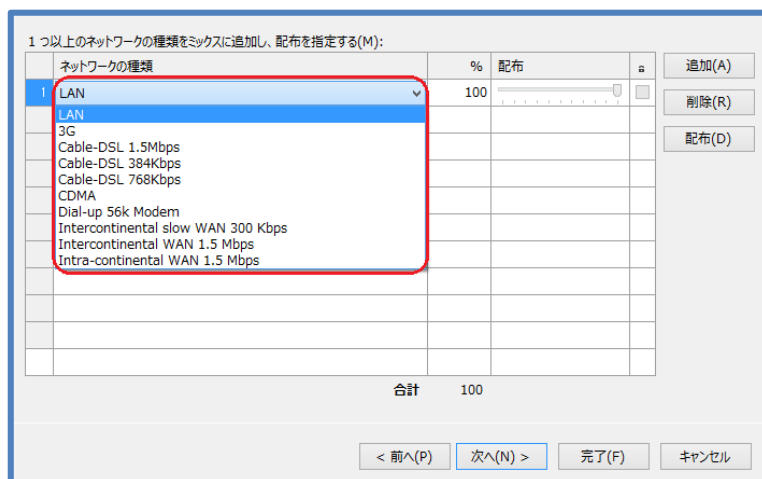 1 つ以上のネットワークの種類をミックスに追加し、配布を指定する(M):
ネットワークの種類 % 配布
追加(A)
1 LAN 100
削除(R)
LAN
3G
配布(D)
Cable-DSL 1.5Mbps
Cable-DSL 384Kbps
Cable-DSL 768Kbps
CDMA
Dial-up 56k Modem
Intercontinental slow WAN 300 Kbps
Intercontinental WAN 1.5 Mbps
Intra-continental WAN 1.5 Mbps
合計 100
< 前へ(P) 次へ(N) > 完了(F) キャンセル